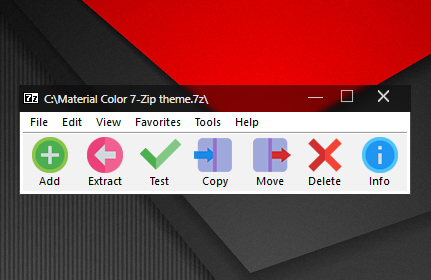 7z C:\Material Color 7-Zip theme.7z\
File Edit View Favorites Tools Help
Add Extract Test Copy Move Delete Info